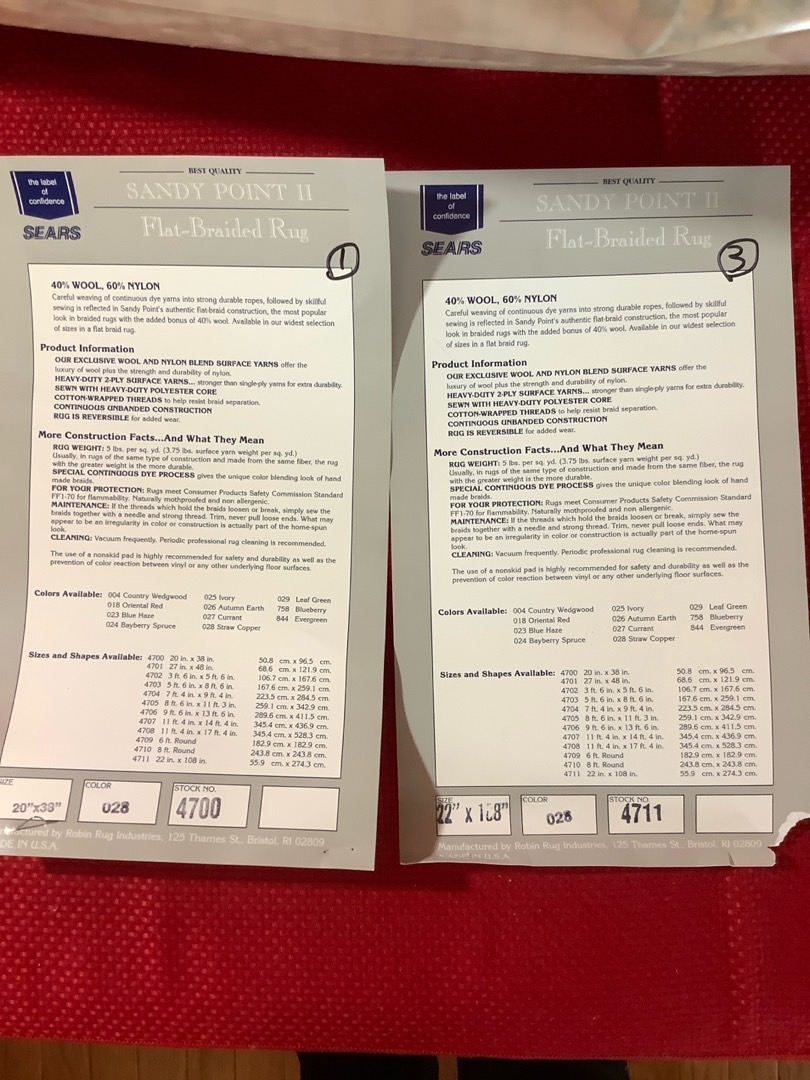 BEST QUALITY
the label
of
confidence
SEARS
SANDY POINT II
Flat-Braided Rug
1
40% WOOL, 60% NYLON
Careful weaving of continuous dye yarns into strong durable ropes, followed by skillful
sewing is reflected in Sandy Point's authentic flat-braid construction, the most popular
look in braided rugs with the added bonus of 40% wool. Available in our widest selection
of sizes in a flat braid rug.
Product Information
OUR EXCLUSIVE WOOL AND NYLON BLEND SURFACE YARNS offer the
luxury of wool plus the strength and durability of nylon.
HEAVY-DUTY 2-PLY SURFACE YARNS... stronger than single-ply yarns for extra durability.
SEWN WITH HEAVY-DUTY POLYESTER CORE
COTTON-WRAPPED THREADS to help resist braid separation.
CONTINUOUS UNBANDED CONSTRUCTION
RUG IS REVERSIBLE for added wear.
More Construction Facts...And What They Mean
RUG WEIGHT: 5 lbs. per sq. yd. (3.75 lbs. surface yarn weight per sq. yd.)
Usually, in rugs of the same type of construction and made from the same fiber, the rug
with the greater weight is the more durable.
SPECIAL CONTINUOUS DYE PROCESS gives the unique color blending look of hand
made braids.
FOR YOUR PROTECTION: Rugs meet Consumer Products Safety Commission Standard
FF1-70 for flammability. Naturally mothproofed and non allergenic.
MAINTENANCE: If the threads which hold the braids loosen or break, simply sew the
braids together with a needle and strong thread. Trim, never pull loose ends. What may
appear to be an irregularity in color or construction is actually part of the home-spun
look.
CLEANING: Vacuum frequently. Periodic professional rug cleaning is recommended.
The use of a nonskid pad is highly recommended for safety and durability as well as the
prevention of color reaction between vinyl or any other underlying floor surfaces.
Colors Available: 004 Country Wedgwood 025 Ivory 029 Leaf Green
018 Oriental Red 026 Autumn Earth 758 Blueberry
023 Blue Haze 027 Currant 844 Evergreen
024 Bayberry Spruce 028 Straw Copper
Sizes and Shapes Available: 4700 20 in. x 38 in. 50.8 cm. x 96.5 cm.
4701 27 in. x 48 in. 68.6 cm. x 121.9 cm.
4702 3 ft. 6 in. x 5 ft. 6 in. 106.7 cm. x 167.6 cm.
4703 5 ft. 6 in. x 8 ft. 6 in. 167.6 cm. x 259.1 cm.
4704 7 ft. 4 in. x 9 ft. 4 in. 223.5 cm. x 284.5 cm.
4705 8 ft. 6 in. x 11 ft. 3 in. 259.1 cm. x 342.9 cm.
4706 9 ft. 6 in. x 13 ft. 6 in. 289.6 cm. x 411.5 cm.
4707 11 ft. 4 in. x 14 ft. 4 in. 345.4 cm. x 436.9 cm.
4708 11 ft. 4 in. x 17 ft. 4 in. 345.4 cm. x 528.3 cm.
4709 6 ft. Round 182.9 cm. x 182.9 cm.
4710 8 ft. Round 243.8 cm. x 243.8 cm.
4711 22 in. x 108 in. 55.9 cm. x 274.3 cm.
COLOR STOCK NO.
20"x38" 028 4700
by Robin Rug Industries, 125 Thames St., Bristol, RI 02809
IN U.S.A.
BEST QUALITY
the label
of
confidence
SEARS
SANDY POINT II
Flat-Braided Rug
3
40% WOOL, 60% NYLON
Careful weaving of continuous dye yarns into strong durable ropes, followed by skillful
sewing is reflected in Sandy Point's authentic flat-braid construction, the most popular
look in braided rugs with the added bonus of 40% wool. Available in our widest selection
of sizes in a flat braid rug.
Product Information
OUR EXCLUSIVE WOOL AND NYLON BLEND SURFACE YARNS offer the
luxury of wool plus the strength and durability of nylon.
HEAVY-DUTY 2-PLY SURFACE YARNS... stronger than single-ply yarns for extra durability.
SEWN WITH HEAVY-DUTY POLYESTER CORE
COTTON-WRAPPED THREADS to help resist braid separation.
CONTINUOUS UNBANDED CONSTRUCTION
RUG IS REVERSIBLE for added wear.
More Construction Facts...And What They Mean
RUG WEIGHT: 5 lbs. per sq. yd. (3.75 lbs. surface yarn weight per sq. yd.)
Usually, in rugs of the same type of construction and made from the same fiber, the rug
with the greater weight is the more durable.
SPECIAL CONTINUOUS DYE PROCESS gives the unique color blending look of hand
made braids.
FOR YOUR PROTECTION: Rugs meet Consumer Products Safety Commission Standard
FF1-70 for flammability. Naturally mothproofed and non allergenic.
MAINTENANCE: If the threads which hold the braids loosen or break, simply sew the
braids together with a needle and strong thread. Trim, never pull loose ends. What may
appear to be an irregularity in color or construction is actually part of the home-spun
look.
CLEANING: Vacuum frequently. Periodic professional rug cleaning is recommended.
The use of a nonskid pad is highly recommended for safety and durability as well as the
prevention of color reaction between vinyl or any other underlying floor surfaces.
Colors Available: 004 Country Wedgwood 025 Ivory 029 Leaf Green
018 Oriental Red 026 Autumn Earth 758 Blueberry
023 Blue Haze 027 Currant 844 Evergreen
024 Bayberry Spruce 028 Straw Copper
Sizes and Shapes Available: 4700 20 in. x 38 in. 50.8 cm. x 96.5 cm.
4701 27 in. x 48 in. 68.6 cm. x 121.9 cm.
4702 3 ft. 6 in. x 5 ft. 6 in. 106.7 cm. x 167.6 cm.
4703 5 ft. 6 in. x 8 ft. 6 in. 167.6 cm. x 259.1 cm.
4704 7 ft. 4 in. x 9 ft. 4 in. 223.5 cm. x 284.5 cm.
4705 8 ft. 6 in. x 11 ft. 3 in. 259.1 cm. x 342.9 cm.
4706 9 ft. 6 in. x 13 ft. 6 in. 289.6 cm. x 411.5 cm.
4707 11 ft. 4 in. x 14 ft. 4 in. 345.4 cm. x 436.9 cm.
4708 11 ft. 4 in. x 17 ft. 4 in. 345.4 cm. x 528.3 cm.
4709 6 ft. Round 182.9 cm. x 182.9 cm.
4710 8 ft. Round 243.8 cm. x 243.8 cm.
4711 22 in. x 108 in. 55.9 cm. x 274.3 cm.
SIZE COLOR STOCK NO.
22" x 108" 028 4711
Manufactured by Robin Rug Industries, 125 Thames St., Bristol, RI 02809